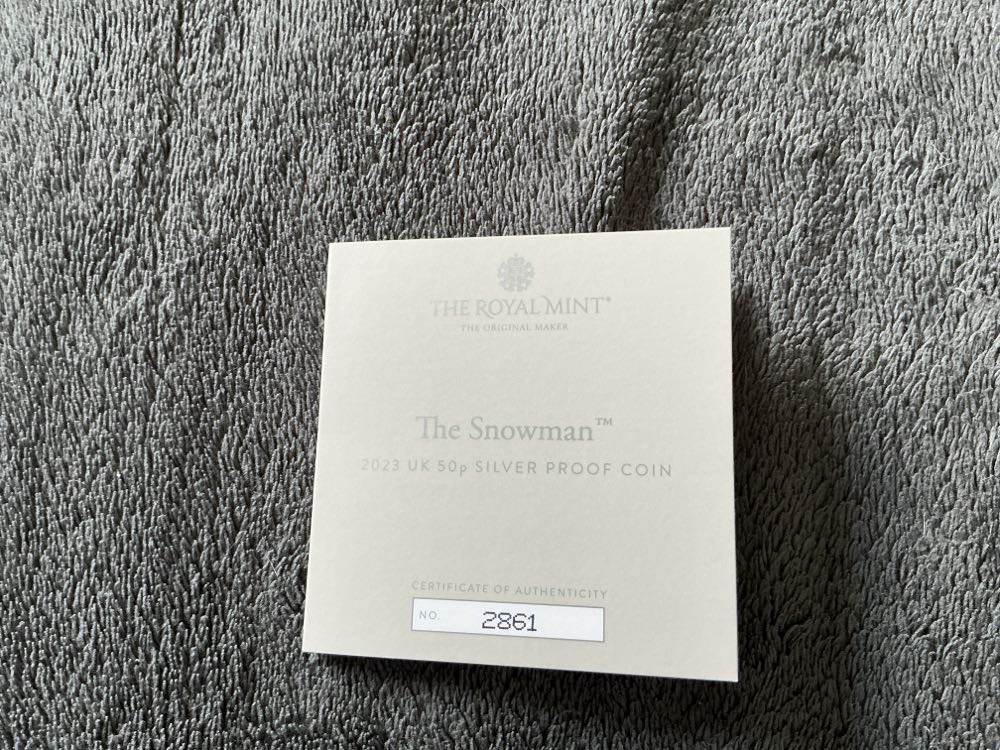 THE ROYAL MINT®
THE ORIGINAL MAKER
The Snowman™
2023 UK 50p SILVER PROOF COIN
CERTIFICATE OF AUTHENTICITY
NO. 2861